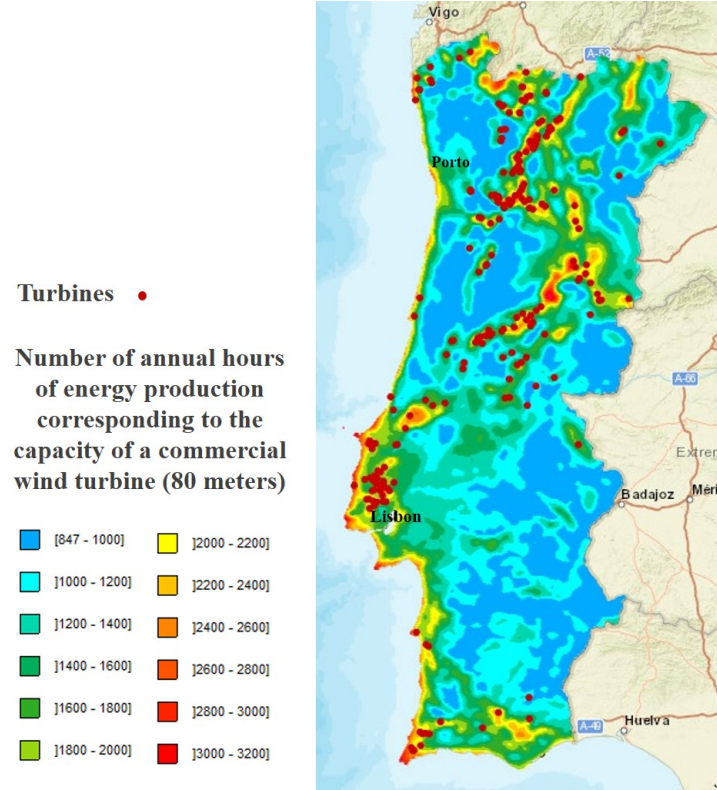 Vigo
A-52
Porto
Turbines
Number of annual hours
of energy production
corresponding to the
capacity of a commercial
wind turbine (80 meters)
A-66
Extrem
Badajoz
Méri
Lisbon
[847 - 1000]
]2000 - 2200]
]1000 - 1200]
]2200 - 2400]
]1200 - 1400]
]2400 - 2600]
]1400 - 1600]
]2600 - 2800]
]1600 - 1800]
]2800 - 3000]
]1800 - 2000]
]3000 - 3200]
A-49
Huelva